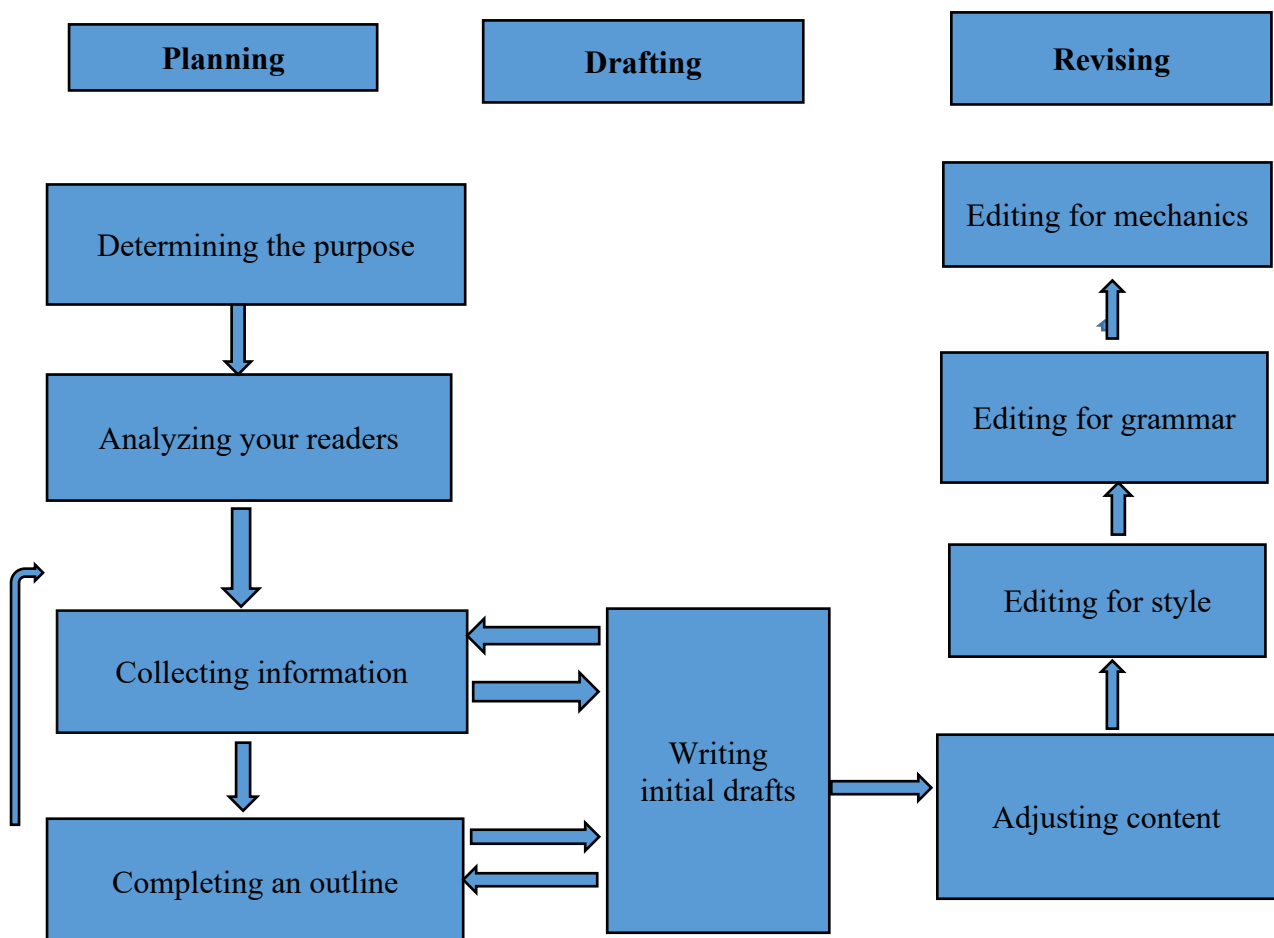 Planning
Drafting
Revising
Determining the purpose
Analyzing your readers
Collecting information
Completing an outline
Writing
initial drafts
Editing for mechanics
Editing for grammar
Editing for style
Adjusting content